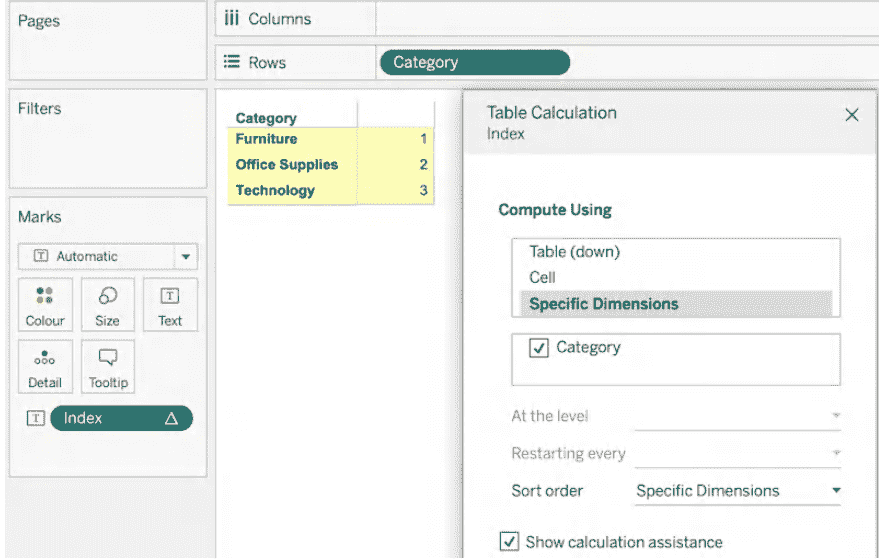 Pages
Columns
Rows
Category
Filters
Marks
Automatic
Colour
Size
Text
Detail
Tooltip
Index
Category
Furniture 1
Office Supplies 2
Technology 3
Table Calculation
Index
Compute Using
Table (down)
Cell
Specific Dimensions
Category
At the level
Restarting every
Sort order Specific Dimensions
Show calculation assistance